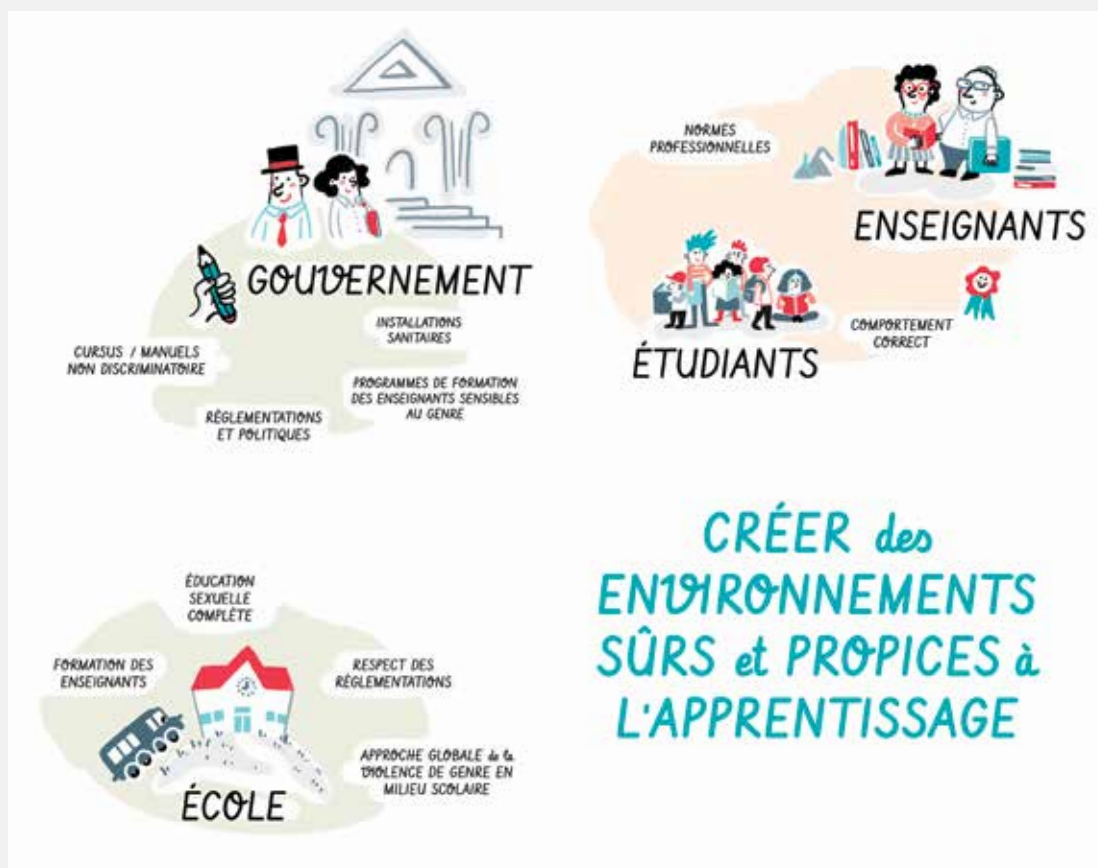 GOUVERNEMENT
INSTALLATIONS
SANITAIRES
CURSUS / MANUELS
NON DISCRIMINATOIRE
PROGRAMMES DE FORMATION
DES ENSEIGNANTS SENSIBLES
AU GENRE
RÉGLEMENTATIONS
ET POLITIQUES
NORMES
PROFESSIONNELLES
ENSEIGNANTS
ÉTUDIANTS
COMPORTEMENT
CORRECT
ÉDUCATION
SEXUELLE
COMPLÈTE
FORMATION DES
ENSEIGNANTS
RESPECT DES
RÉGLEMENTATIONS
APPROCHE GLOBALE de la
VIOLENCE DE GENRE EN
MILIEU SCOLAIRE
ÉCOLE
CRÉER des
ENVIRONNEMENTS
SÛRS et PROPICES à
L'APPRENTISSAGE